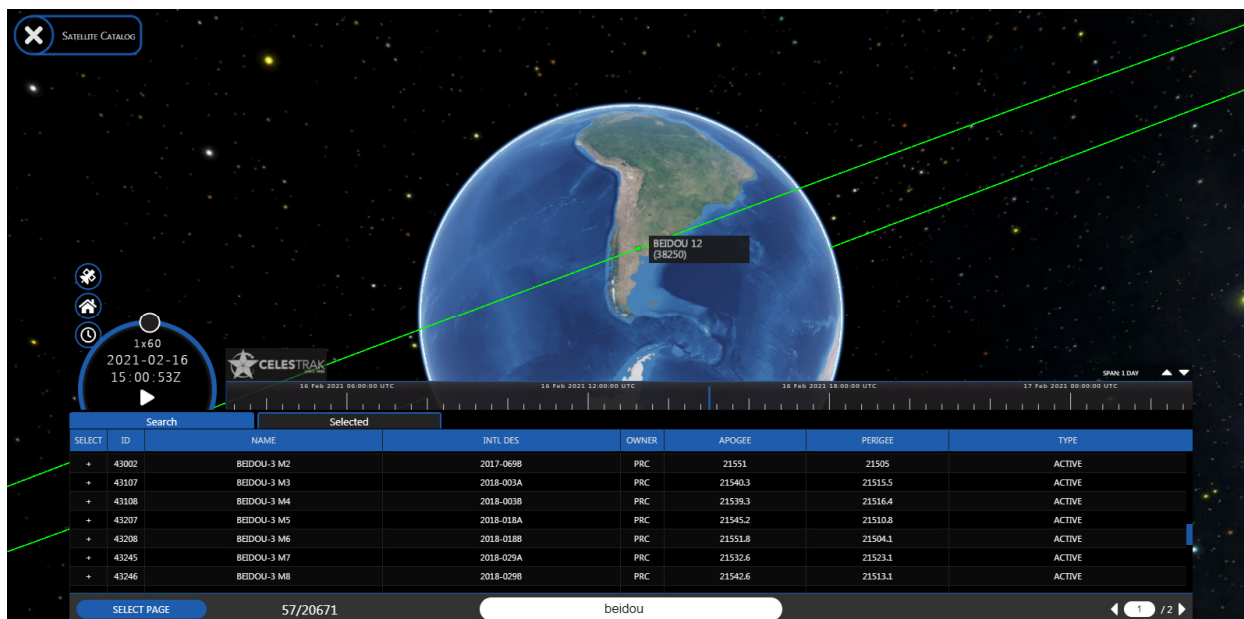 SATELLITE CATALOG
BEIDOU 12
(38250)
1x60
2021-02-16
15:00:53Z
CELESTRAK
SPAN: 1 DAY
16 Feb 2021 06:00:00 UTC 16 Feb 2021 12:00:00 UTC 16 Feb 2021 18:00:00 UTC 17 Feb 2021 00:00:00 UTC
Search Selected
SELECT ID NAME INTL DES OWNER APOGEE PERIGEE TYPE
+ 43002 BEIDOU-3 M2 2017-069B PRC 21551 21505 ACTIVE
+ 43107 BEIDOU-3 M3 2018-003A PRC 21540.3 21515.5 ACTIVE
+ 43108 BEIDOU-3 M4 2018-003B PRC 21539.3 21516.4 ACTIVE
+ 43207 BEIDOU-3 M5 2018-018A PRC 21545.2 21510.8 ACTIVE
+ 43208 BEIDOU-3 M6 2018-018B PRC 21551.8 21504.1 ACTIVE
+ 43245 BEIDOU-3 M7 2018-029A PRC 21532.6 21523.1 ACTIVE
+ 43246 BEIDOU-3 M8 2018-029B PRC 21542.6 21513.1 ACTIVE
SELECT PAGE 57/20671 beidou 1 / 2